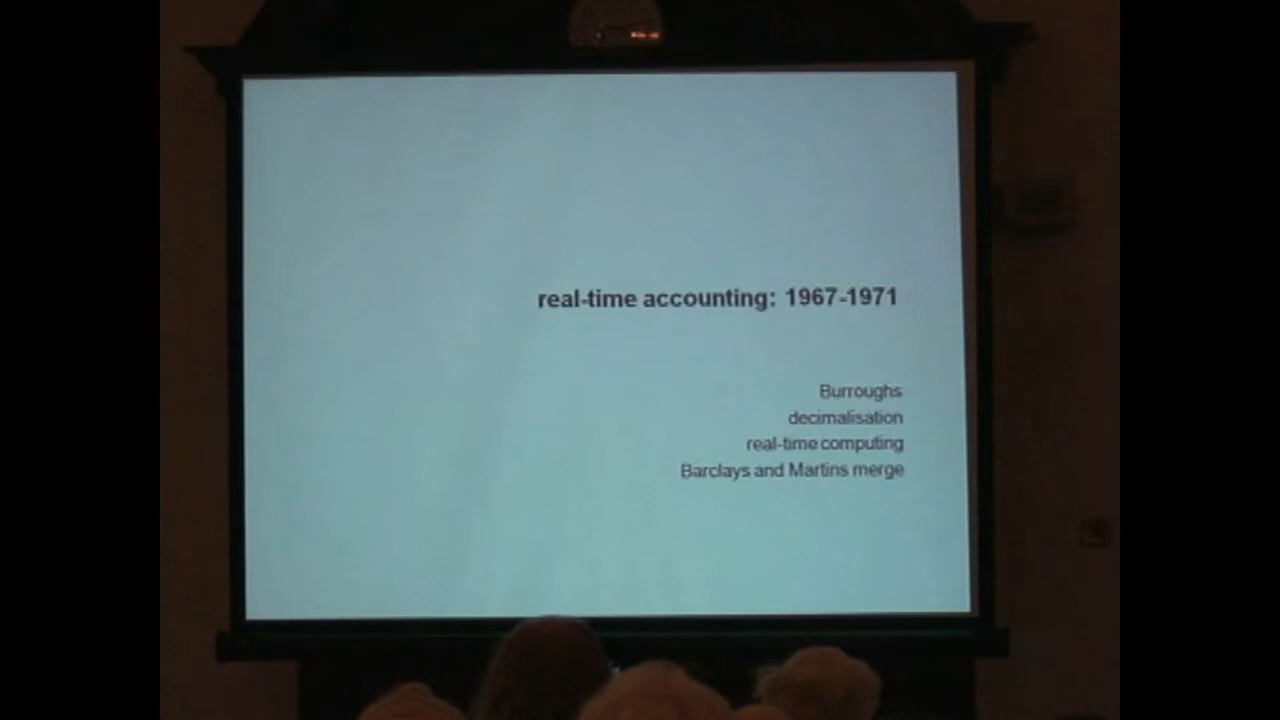 real-time accounting: 1967-1971
Burroughs
decimalisation
real-time computing
Barclays and Martins merge